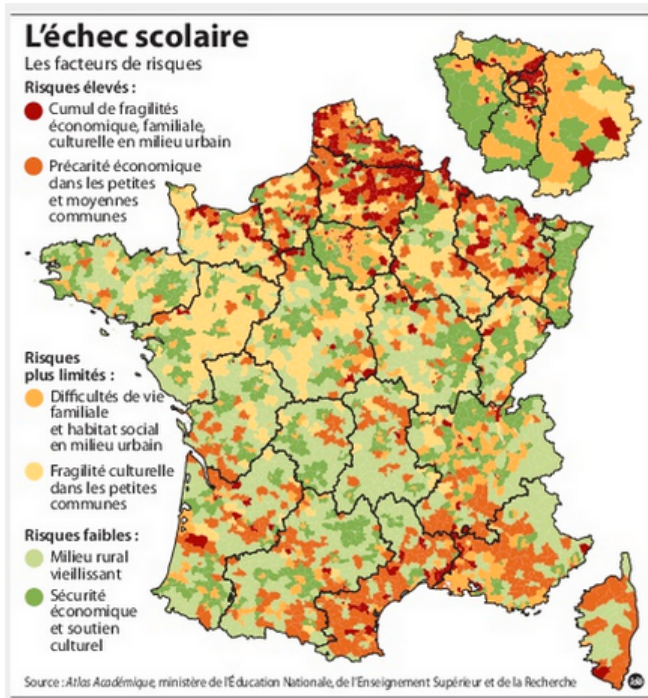 L'échec scolaire
Les facteurs de risques
Risques élevés :
Cumul de fragilités
économique, familiale,
culturelle en milieu urbain
Précarité économique
dans les petites
et moyennes
communes
Risques
plus limités :
Difficultés de vie
familiale
et habitat social
en milieu urbain
Fragilité culturelle
dans les petites
communes
Risques faibles :
Milieu rural
vieillissant
Sécurité
économique
et soutien
culturel
Source : Atlas Académique, ministère de l'Éducation Nationale, de l'Enseignement Supérieur et de la Recherche